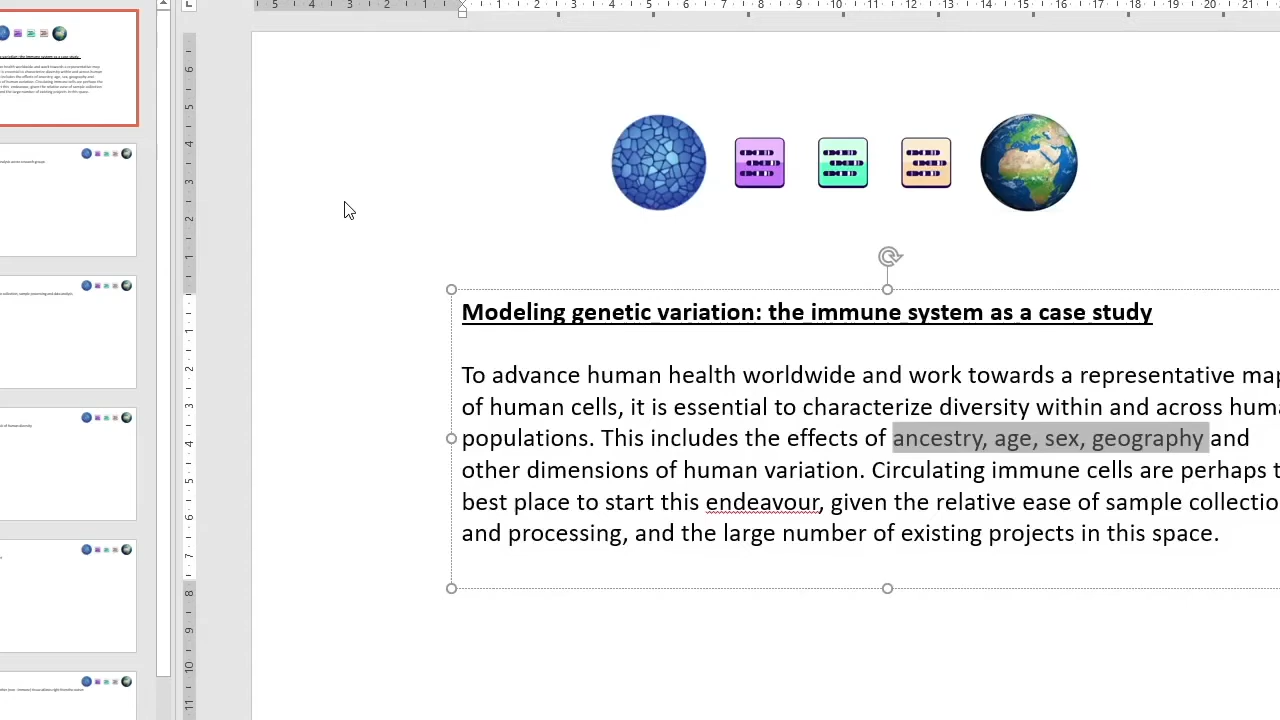 Modeling genetic variation: the immune system as a case study
To advance human health worldwide and work towards a representative map
of human cells, it is essential to characterize diversity within and across
populations. This includes the effects of ancestry, age, sex, geography and
other dimensions of human variation. Circulating immune cells are perhaps
best place to start this endeavour, given the relative ease of sample
and processing, and the large number of existing projects in this space.